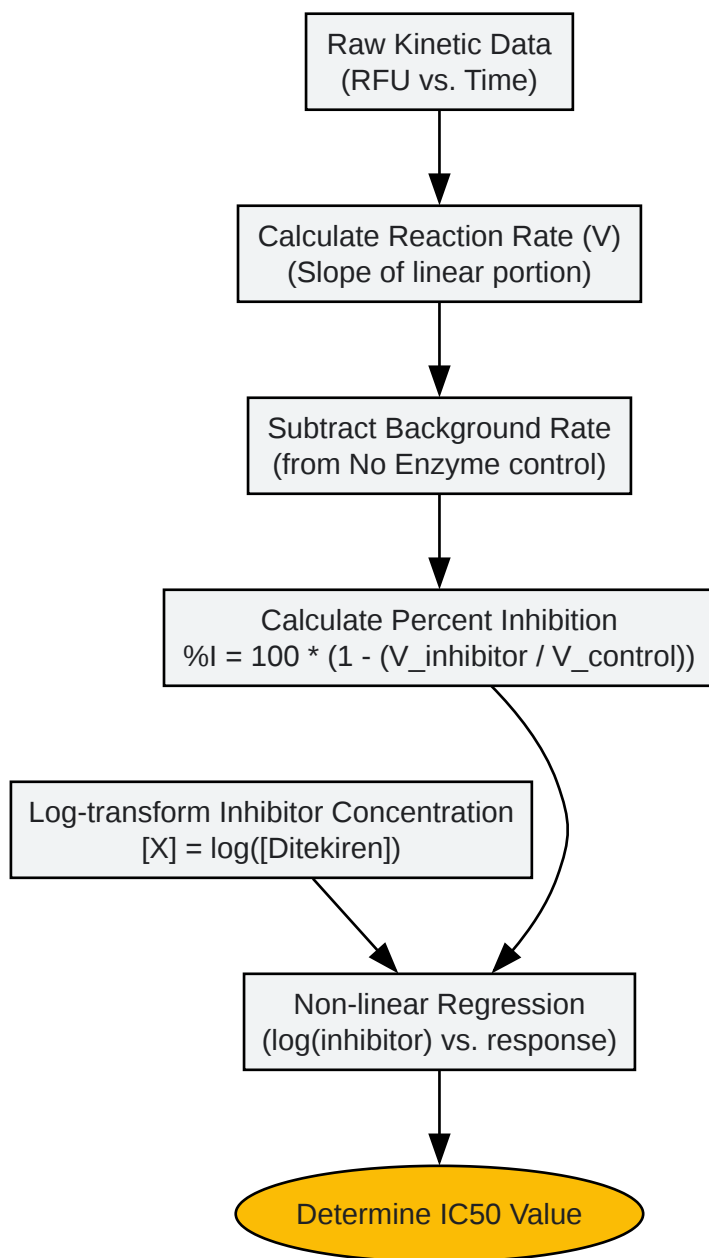 Raw Kinetic Data
(RFU vs. Time)
Calculate Reaction Rate (V)
(Slope of linear portion)
Subtract Background Rate
(from No Enzyme control)
Calculate Percent Inhibition
%I = 100 * (1 - (V_inhibitor / V_control))
Log-transform Inhibitor Concentration
[X] = log([Ditekiren])
Non-linear Regression
(log(inhibitor) vs. response)
Determine IC50 Value